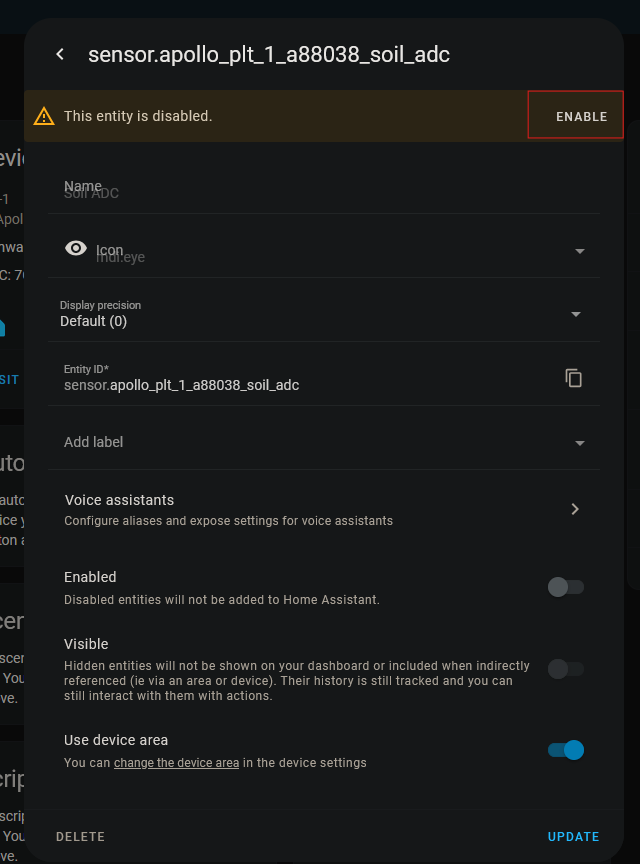 sensor.apollo_plt_1_a88038_soil_adc
This entity is disabled.
ENABLE
Name
Soil ADC
Icon
mdi:eye
Display precision
Default (0)
Entity ID*
sensor.apollo_plt_1_a88038_soil_adc
Add label
Voice assistants
Configure aliases and expose settings for voice assistants
Enabled
Disabled entities will not be added to Home Assistant.
Visible
Hidden entities will not be shown on your dashboard or included when indirectly
referenced (ie via an area or device). Their history is still tracked and you can
still interact with them with actions.
Use device area
You can change the device area in the device settings
DELETE
UPDATE